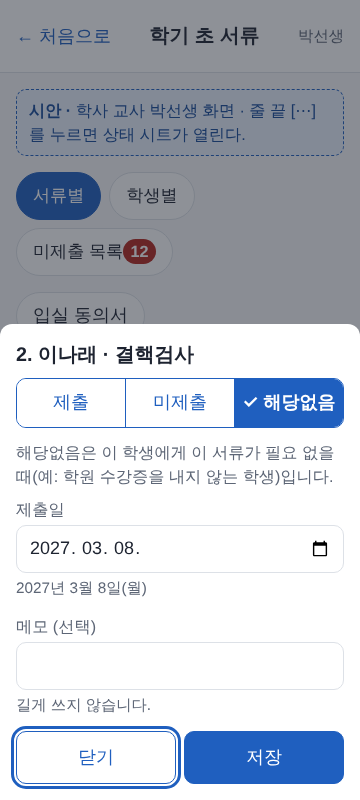 ← 처음으로 학기 초 서류 박선생
시안 · 학사 교사 박선생 화면 · 줄 끝 [⋯]
를 누르면 상태 시트가 열린다.
서류별 학생별
미제출 목록 12
입실 동의서
2. 이나래 · 결핵검사
제출 미제출 ✓ 해당없음
해당없음은 이 학생에게 이 서류가 필요 없을
때(예: 학원 수강증을 내지 않는 학생)입니다.
제출일
2027. 03. 08.
2027년 3월 8일(월)
메모 (선택)
길게 쓰지 않습니다.
닫기 저장